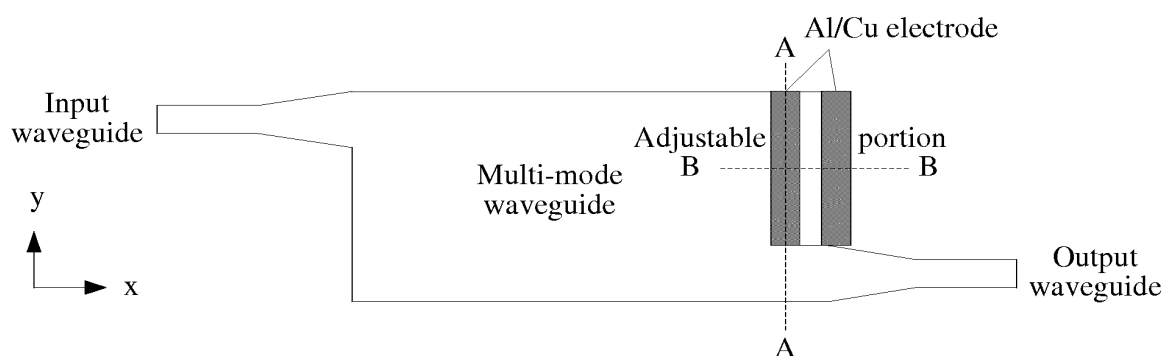 Al/Cu electrode
A
Input
waveguide
Adjustable portion
B B
Multi-mode
waveguide
y
x
Output
waveguide
A